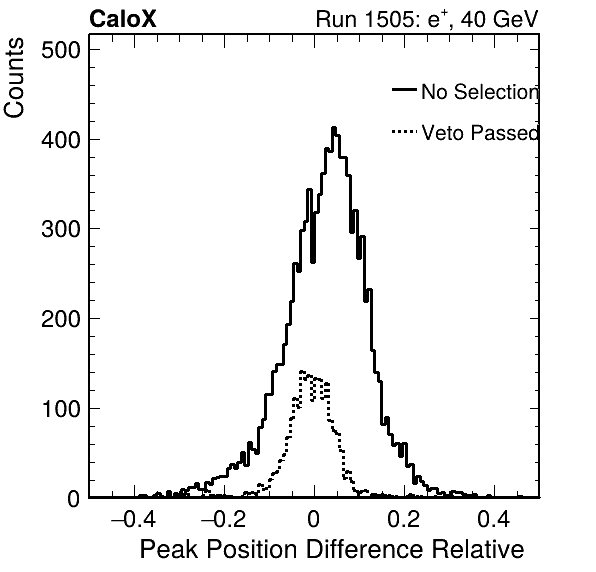 CaloX
Run 1505: e+, 40 GeV
Counts
500
400
300
200
100
0
No Selection
Veto Passed
−0.4
−0.2
0
0.2
0.4
Peak Position Difference Relative